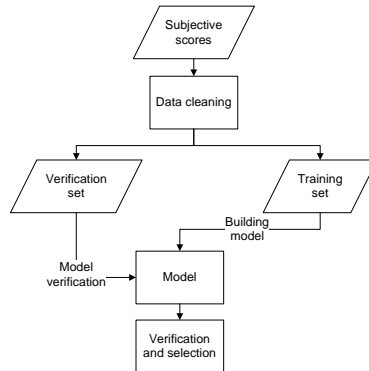 Subjective
scores
Data cleaning
Verification
set
Training
set
Building
model
Model
verification
Model
Verification
and selection